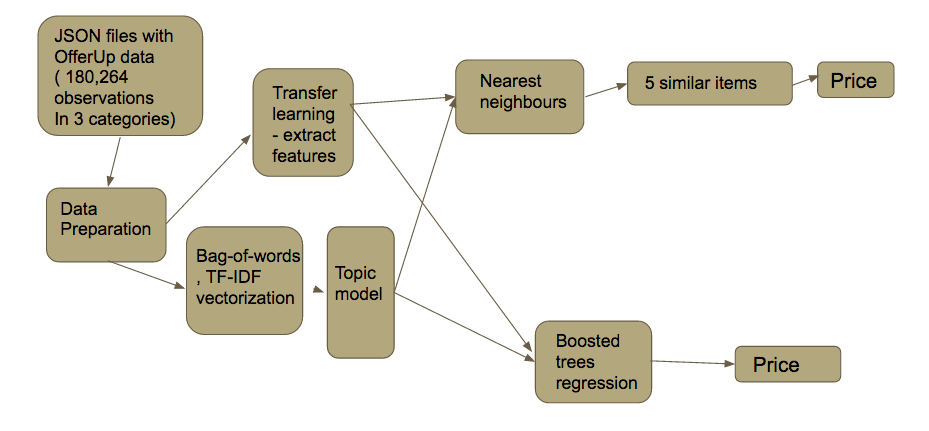 JSON files with
OfferUp data
( 180,264
observations
In 3 categories)
Transfer
learning
- extract
features
Nearest
neighbours
5 similar items
Price
Data
Preparation
Bag-of-words
, TF-IDF
vectorization
Topic
model
Boosted
trees
regression
Price